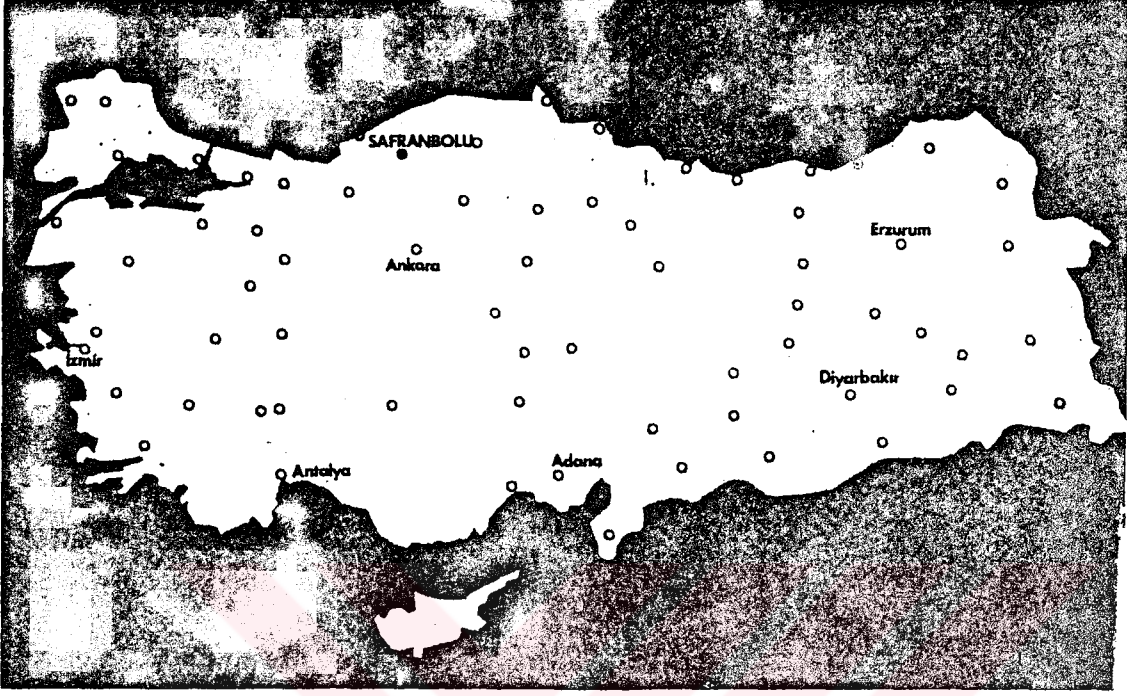 SAFRANBOLU
Erzurum
Ankara
İzmir
Diyarbakır
Adana
Antalya